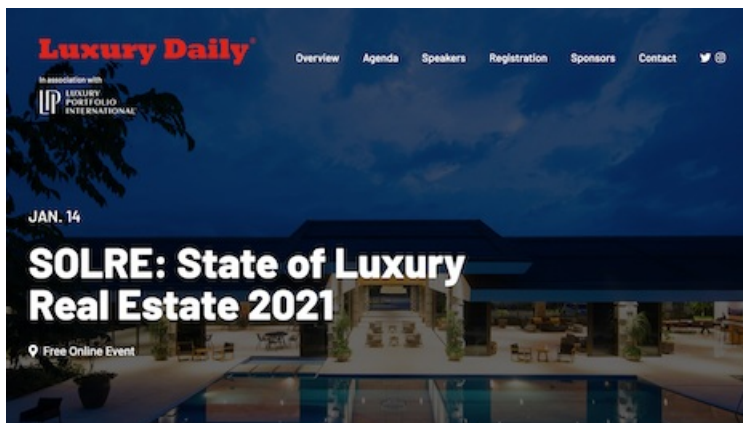 Luxury Daily®
Overview Agenda Speakers Registration Sponsors Contact
In association with
LP LUXURY
PORTFOLIO
INTERNATIONAL
JAN. 14
SOLRE: State of Luxury
Real Estate 2021
Free Online Event